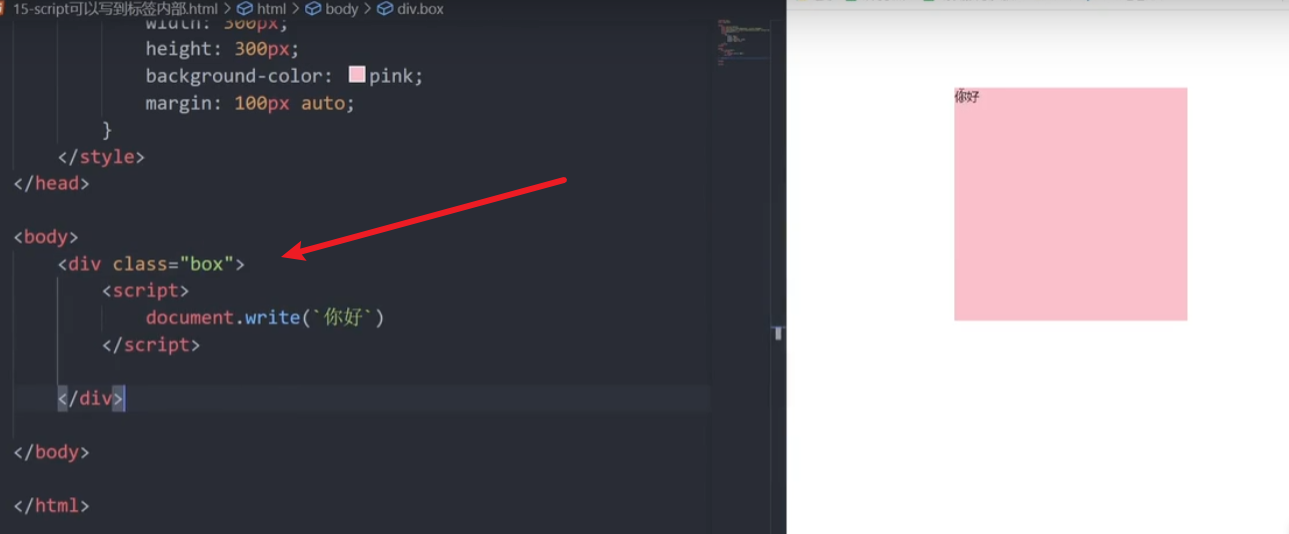 15-script可以写到标签内部.html > html > body > div.box
width: 300px;
height: 300px;
background-color: pink;
margin: 100px auto;
}
</style>
</head>
<body>
<div class="box">
<script>
document.write(`你好`)
</script>
</div>
</body>
</html>
你好